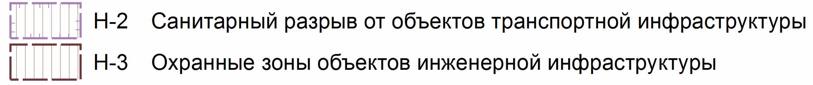 Н-2 Санитарный разрыв от объектов транспортной инфраструктуры
Н-3 Охранные зоны объектов инженерной инфраструктуры